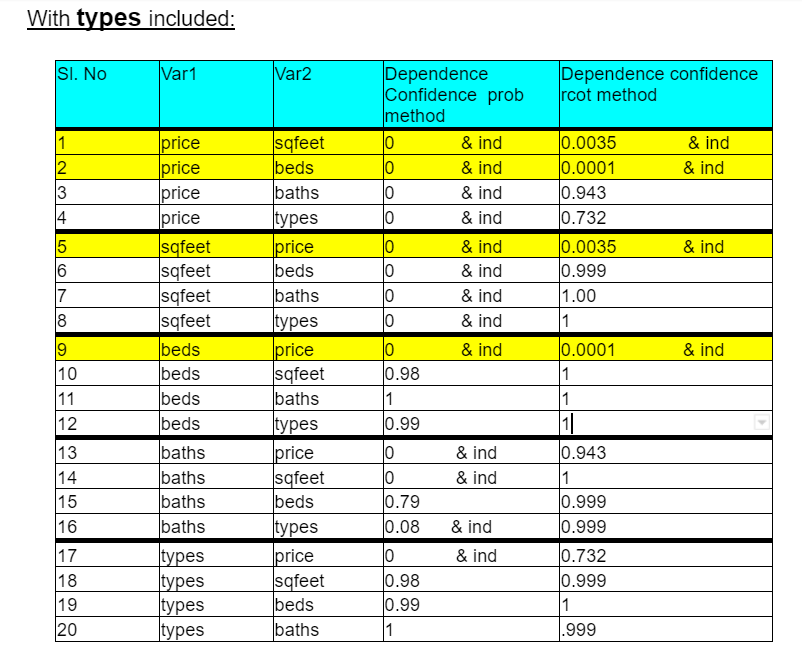 With types included:
Sl. No Var1 Var2 Dependence Confidence prob method Dependence confidence rcot method
1 price sqfeet 0 & ind 0.0035 & ind
2 price beds 0 & ind 0.0001 & ind
3 price baths 0 & ind 0.943
4 price types 0 & ind 0.732
5 sqfeet price 0 & ind 0.0035 & ind
6 sqfeet beds 0 & ind 0.999
7 sqfeet baths 0 & ind 1.00
8 sqfeet types 0 & ind 1
9 beds price 0 & ind 0.0001 & ind
10 beds sqfeet 0.98 1
11 beds baths 1 1
12 beds types 0.99 1
13 baths price 0 & ind 0.943
14 baths sqfeet 0 & ind 1
15 baths beds 0.79 0.999
16 baths types 0.08 & ind 0.999
17 types price 0 & ind 0.732
18 types sqfeet 0.98 0.999
19 types beds 0.99 1
20 types baths 1 .999